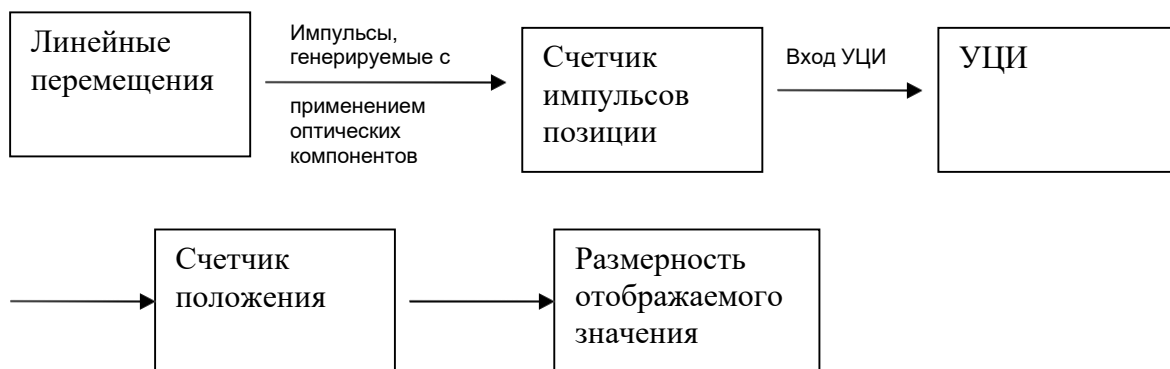 Линейные
перемещения
Импульсы,
генерируемые с
применением
оптических
компонентов
Счетчик
импульсов
позиции
Вход УЦИ
УЦИ
Счетчик
положения
Размерность
отображаемого
значения